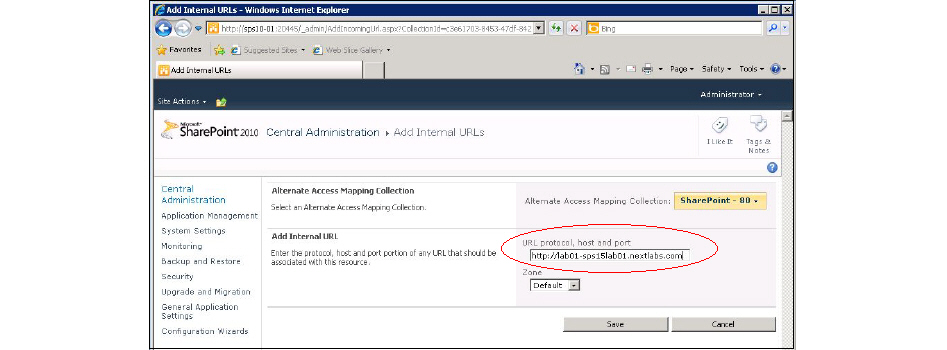 Add Internal URLs - Windows Internet Explorer
http://sps10-01:20445/_admin/AddIncomingUrl.aspx?CollectionId=c3e61703-8453-47df-842
Bing
Favorites
Suggested Sites
Web Slice Gallery
Add Internal URLs
Page
Safety
Tools
Administrator
Site Actions
Microsoft
SharePoint 2010
Central Administration
Add Internal URLs
I Like It
Tags &
Notes
Central
Administration
Application Management
System Settings
Monitoring
Backup and Restore
Security
Upgrade and Migration
General Application
Settings
Configuration Wizards
Alternate Access Mapping Collection
Select an Alternate Access Mapping Collection.
Alternate Access Mapping Collection:
SharePoint - 80
Add Internal URL
Enter the protocol, host and port portion of any URL that should be
associated with this resource.
URL protocol, host and port
http://lab01-sps15lab01.nextlabs.com
Zone
Default
Save
Cancel